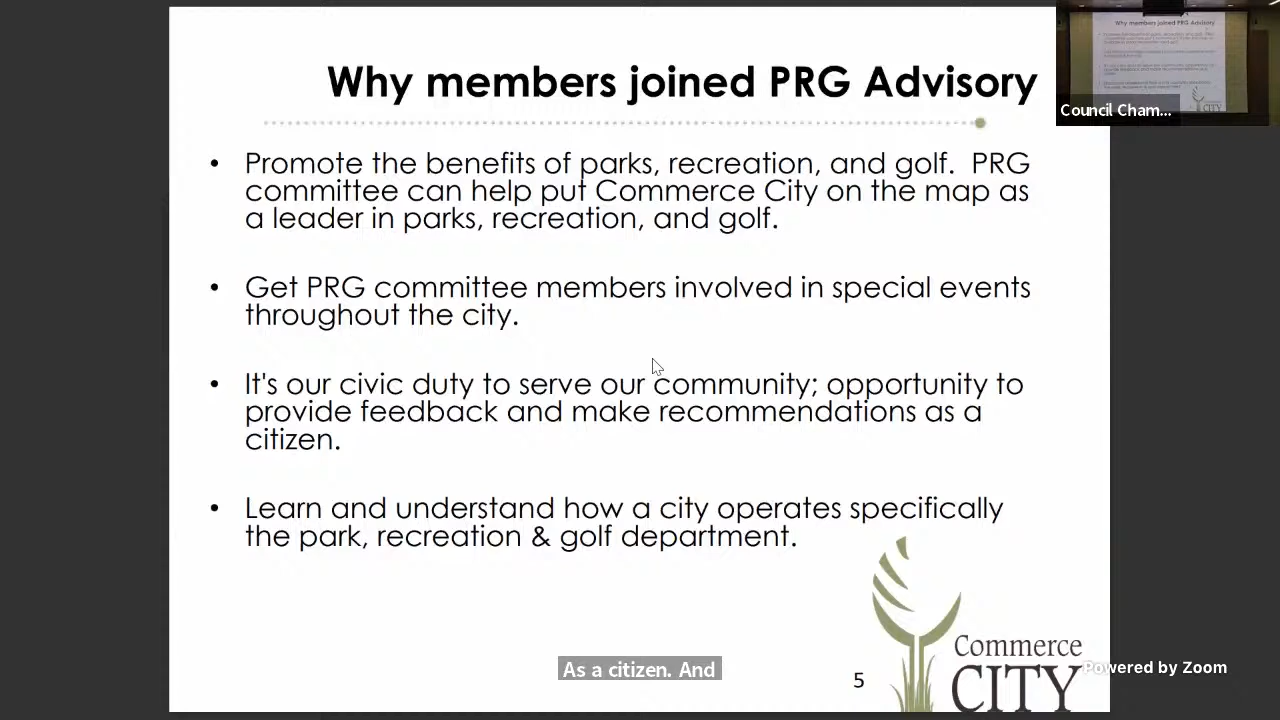 Why members joined PRG Advisory
Council Cham...
• Promote the benefits of parks, recreation, and golf.  PRG
committee can help put Commerce City on the map as
a leader in parks, recreation, and golf.
• Get PRG committee members involved in special events
throughout the city.
• It's our civic duty to serve our community; opportunity to
provide feedback and make recommendations as a
citizen.
• Learn and understand how a city operates specifically
the park, recreation & golf department.
As a citizen. And
5
Commerce
CITY
Powered by Zoom